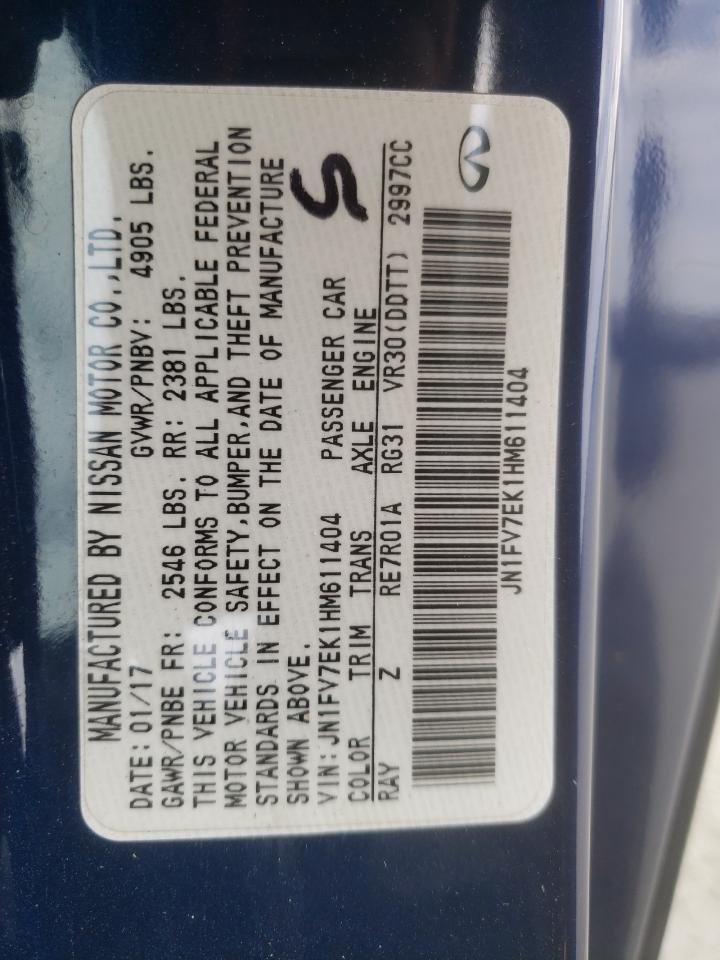 MANUFACTURED BY NISSAN MOTOR CO.,LTD.
DATE: 01/17 GVWR/PNBV: 4905 LBS.
GAWR/PNBE FR: 2546 LBS. RR: 2381 LBS.
THIS VEHICLE CONFORMS TO ALL APPLICABLE FEDERAL
MOTOR VEHICLE SAFETY,BUMPER,AND THEFT PREVENTION
STANDARDS IN EFFECT ON THE DATE OF MANUFACTURE
SHOWN ABOVE.
S
VIN: JN1FV7EK1HM611404 PASSENGER CAR
COLOR TRIM TRANS AXLE ENGINE
RAY Z RE7R01A RG31 VR30(DDTT) 2997CC
JN1FV7EK1HM611404